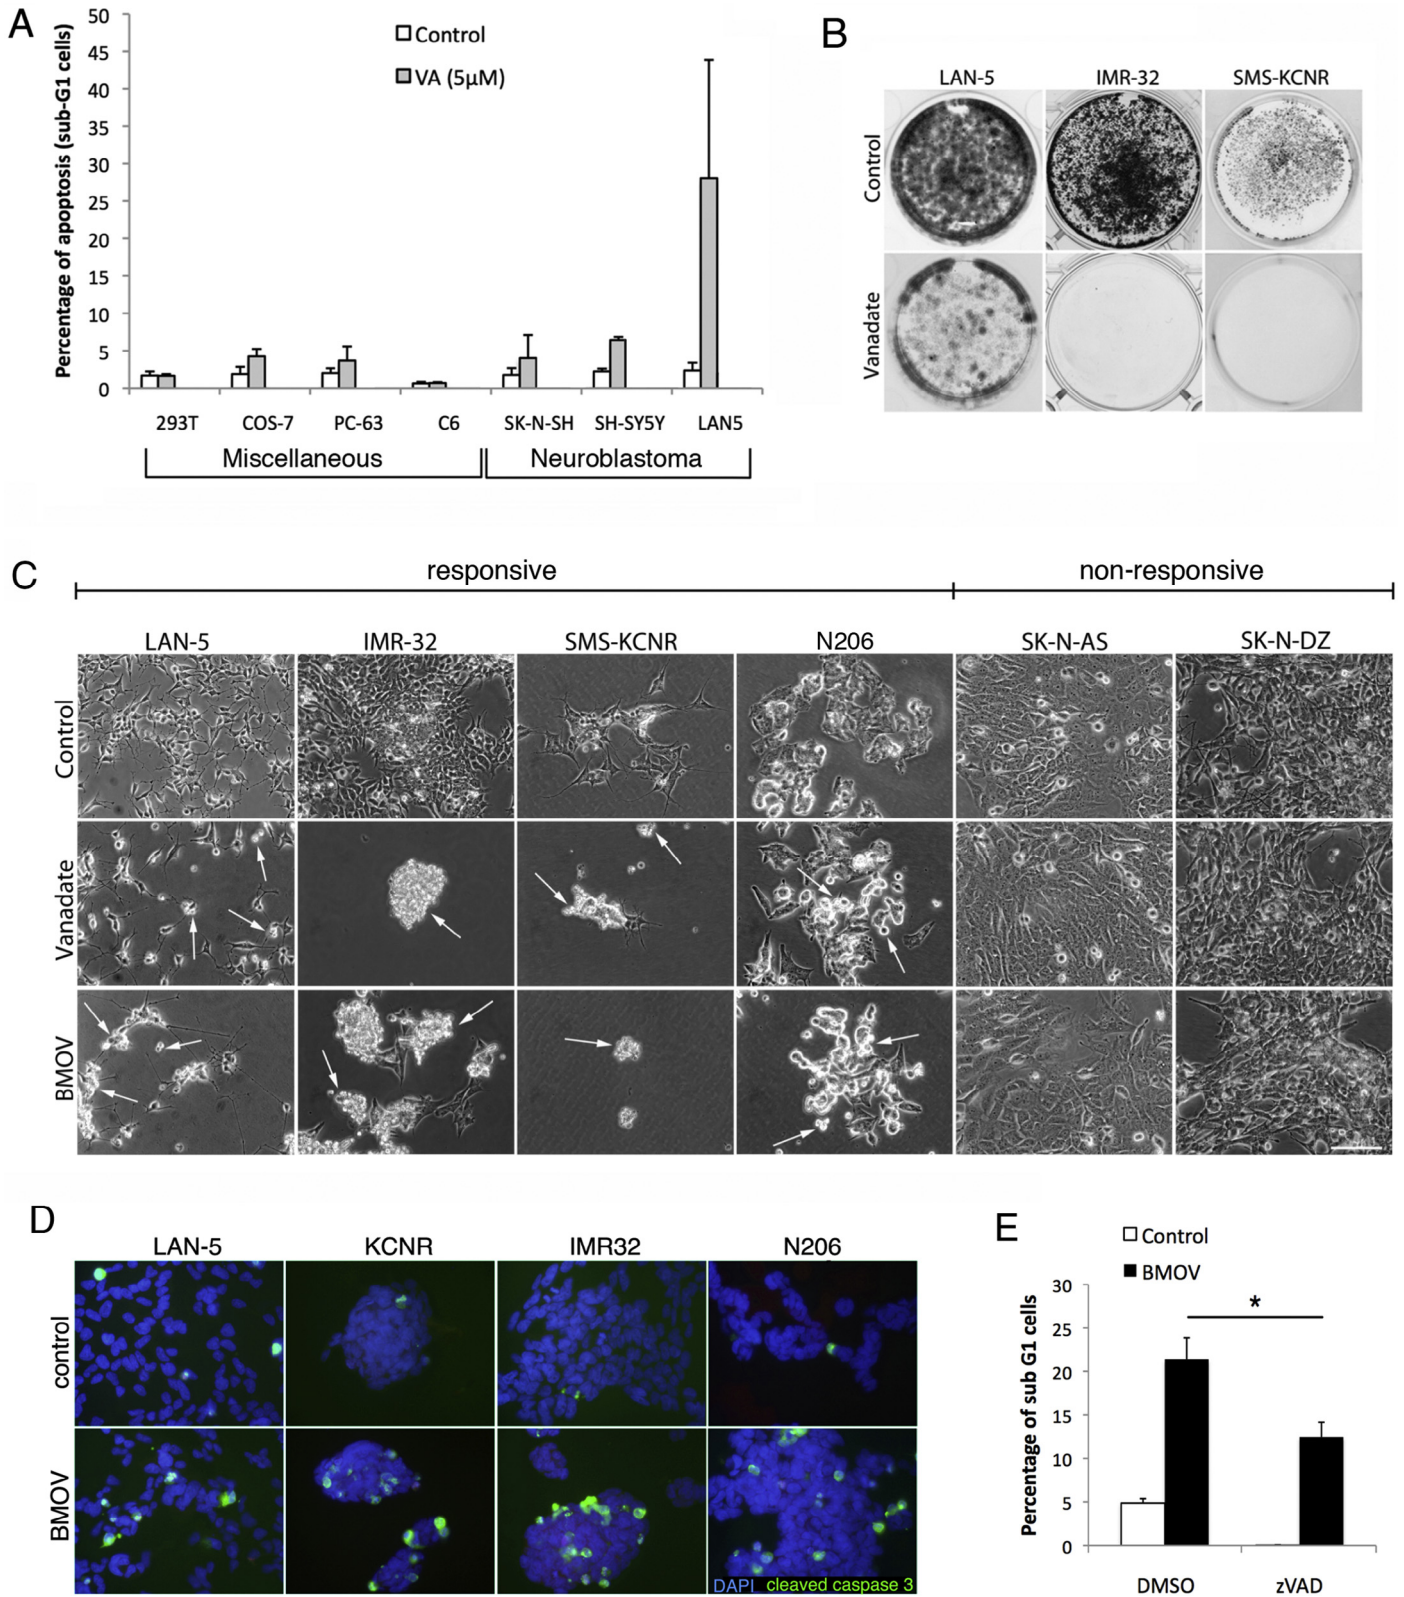 A
Percentage of apoptosis (sub-G1 cells)
50
45
40
35
30
25
20
15
10
5
0
Control
VA (5µM)
293T COS-7 PC-63 C6 SK-N-SH SH-SY5Y LAN5
Miscellaneous Neuroblastoma
B
LAN-5 IMR-32 SMS-KCNR
Control
Vanadate
C
responsive non-responsive
LAN-5 IMR-32 SMS-KCNR N206 SK-N-AS SK-N-DZ
Control
Vanadate
BMOV
D
LAN-5 KCNR IMR32 N206
control
BMOV
DAPI cleaved caspase 3
E
Control
BMOV
Percentage of sub G1 cells
30
25
20
15
10
5
0
*
DMSO zVAD